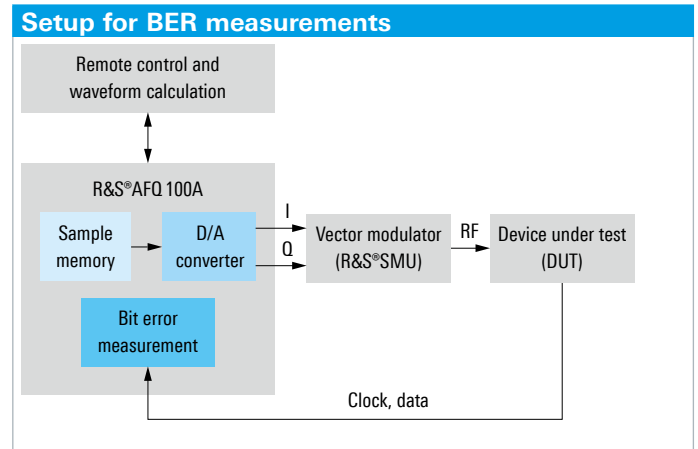 Setup for BER measurements
Remote control and
waveform calculation
R&S®AFQ 100A
Sample
memory
D/A
converter
I
Q
Vector modulator
(R&S®SMU)
RF
Device under test
(DUT)
Bit error
measurement
Clock, data